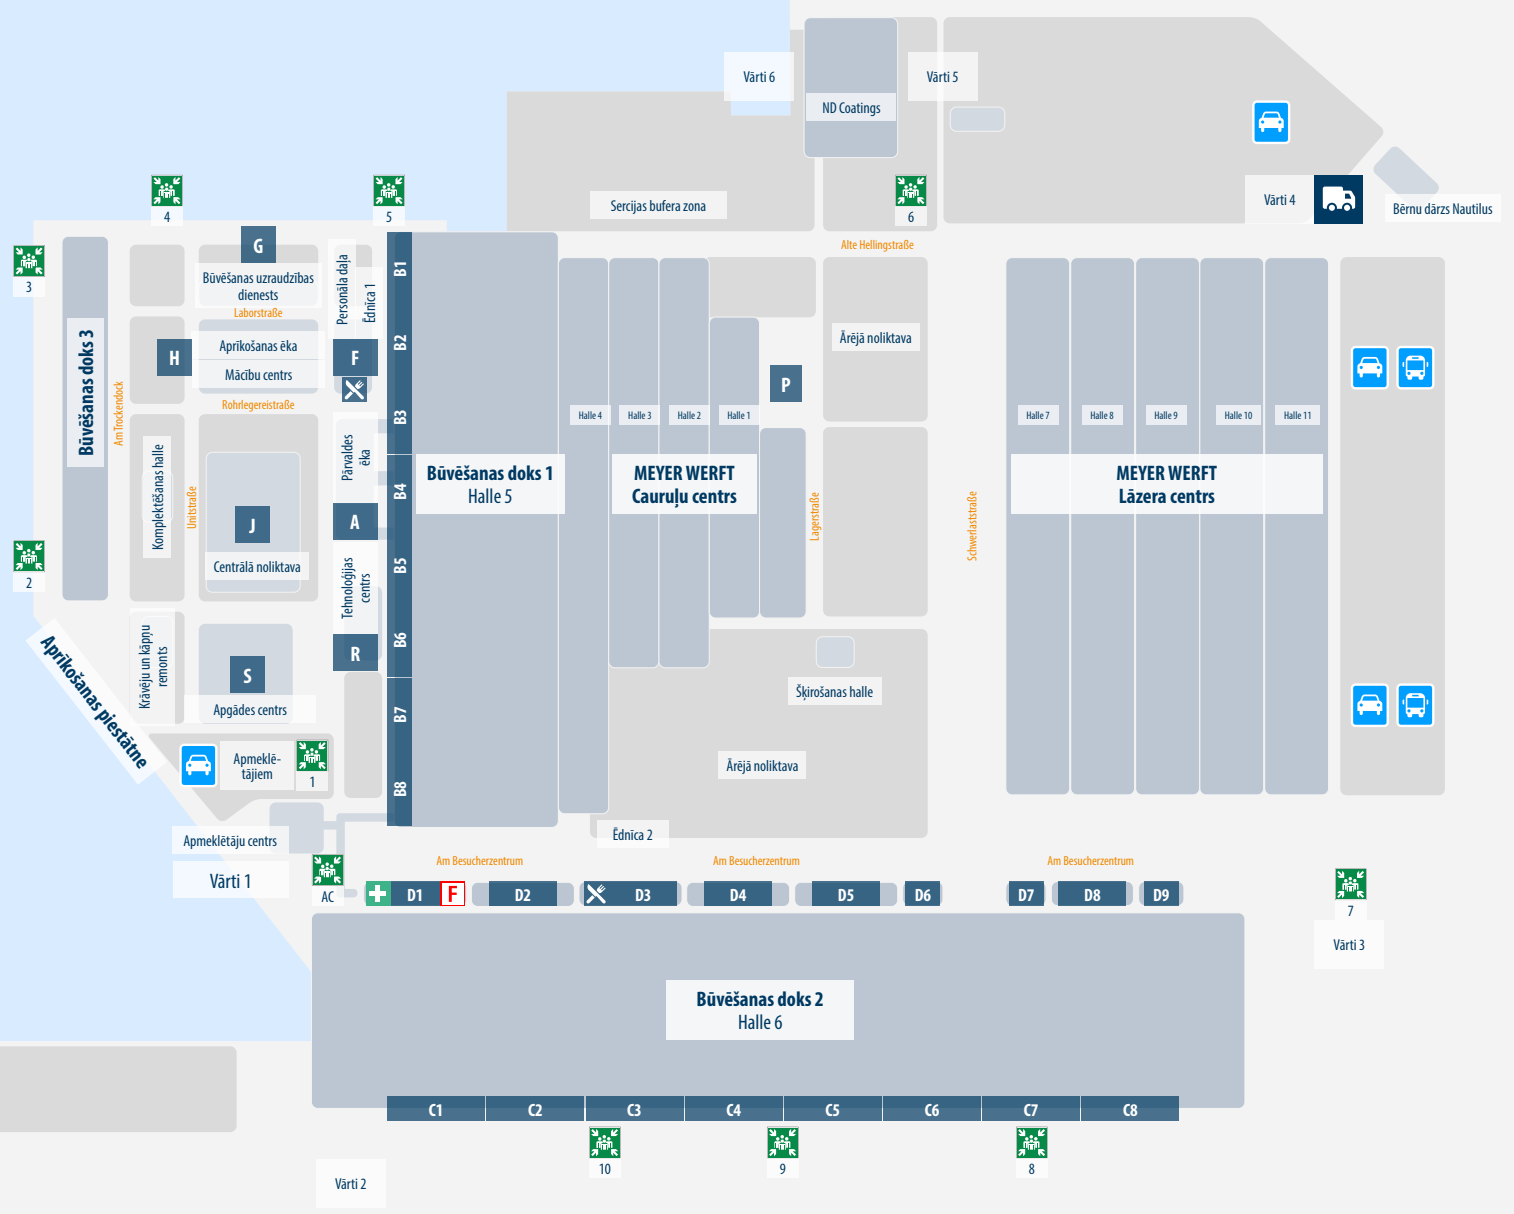 Vārti 6
Vārti 5
ND Coatings
4
5
Sercijas bufera zona
6
Vārti 4
Bērnu dārzs Nautilus
Alte Hellingstraße
3
G
Būvēšanas uzraudzības
dienests
Laborstraße
Personāla daļa
Ēdnīca 1
Būvēšanas doks 3
Am Trockendock
H
Aprīkošanas ēka
Mācību centrs
F
Rohrlegereistraße
B1
B2
B3
B4
B5
B6
B7
B8
Ārējā noliktava
P
Halle 4
Halle 3
Halle 2
Halle 1
Halle 7
Halle 8
Halle 9
Halle 10
Halle 11
Komplektēšanas halle
Unitstraße
J
Centrālā noliktava
Pārvaldes
ēka
A
Tehnoloģijas
centrs
R
Būvēšanas doks 1
Halle 5
MEYER WERFT
Cauruļu centrs
Lagerstraße
Schwerlaststraße
MEYER WERFT
Lāzera centrs
2
Aprīkošanas piestātne
Krāvēju un kāpņu
remonts
S
Apgādes centrs
Šķirošanas halle
Ārējā noliktava
Apmeklē-
tājiem
1
Apmeklētāju centrs
Vārti 1
AC
Ēdnīca 2
Am Besucherzentrum
Am Besucherzentrum
Am Besucherzentrum
D1
F
D2
D3
D4
D5
D6
D7
D8
D9
7
Vārti 3
Būvēšanas doks 2
Halle 6
C1
C2
C3
C4
C5
C6
C7
C8
10
9
8
Vārti 2